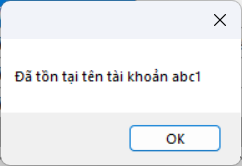 Đã tồn tại tên tài khoản abc1
OK